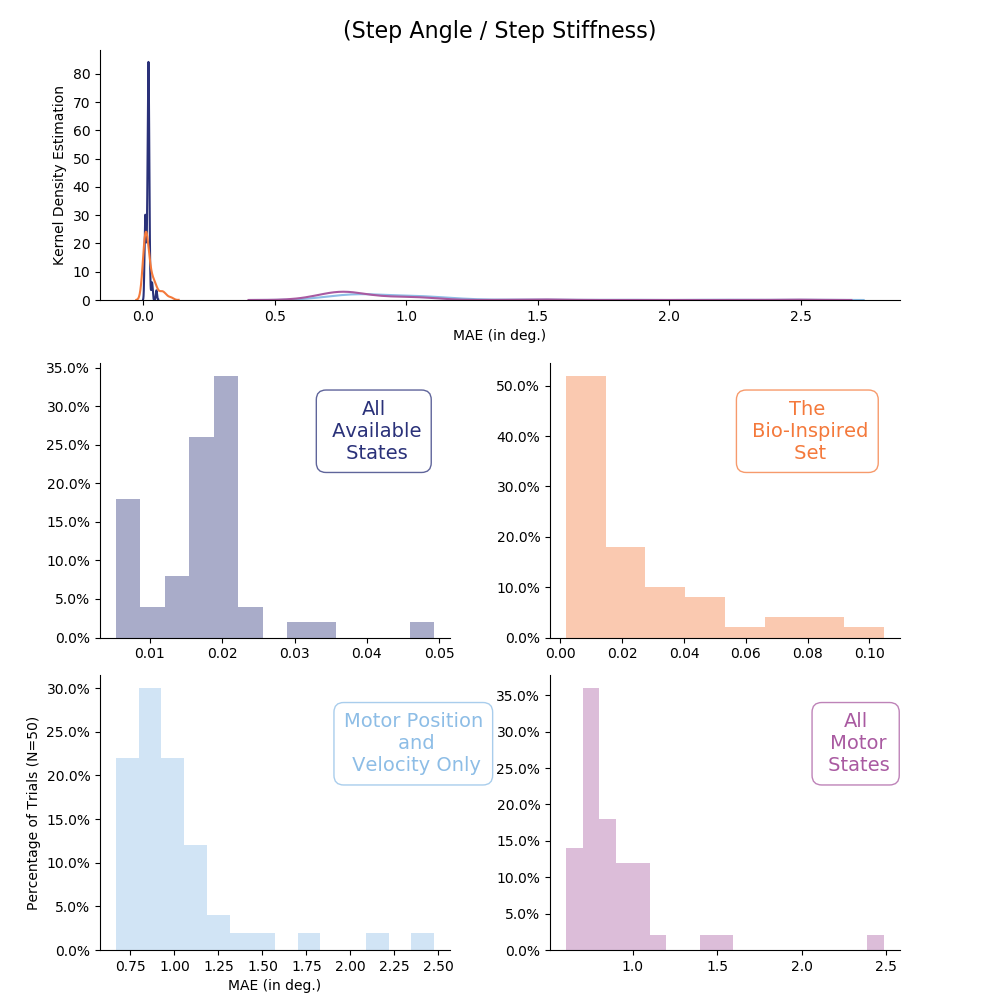 (Step Angle / Step Stiffness)
Kernel Density Estimation
80
70
60
50
40
30
20
10
0
0.0 0.5 1.0 1.5 2.0 2.5
MAE (in deg.)
35.0%
30.0%
25.0%
20.0%
15.0%
10.0%
5.0%
0.0%
All
Available
States
0.01 0.02 0.03 0.04 0.05
50.0%
40.0%
30.0%
20.0%
10.0%
0.0%
The
Bio-Inspired
Set
0.00 0.02 0.04 0.06 0.08 0.10
Percentage of Trials (N=50)
30.0%
25.0%
20.0%
15.0%
10.0%
5.0%
0.0%
Motor Position
and
Velocity Only
0.75 1.00 1.25 1.50 1.75 2.00 2.25 2.50
MAE (in deg.)
35.0%
30.0%
25.0%
20.0%
15.0%
10.0%
5.0%
0.0%
All
Motor
States
1.0 1.5 2.0 2.5